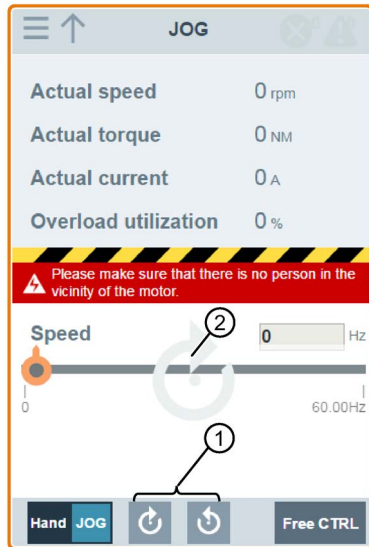 JOG
Actual speed 0 rpm
Actual torque 0 NM
Actual current 0 A
Overload utilization 0 %
Please make sure that there is no person in the
vicinity of the motor.
2
Speed 0 Hz
0 60.00Hz
1
Hand JOG Free CTRL